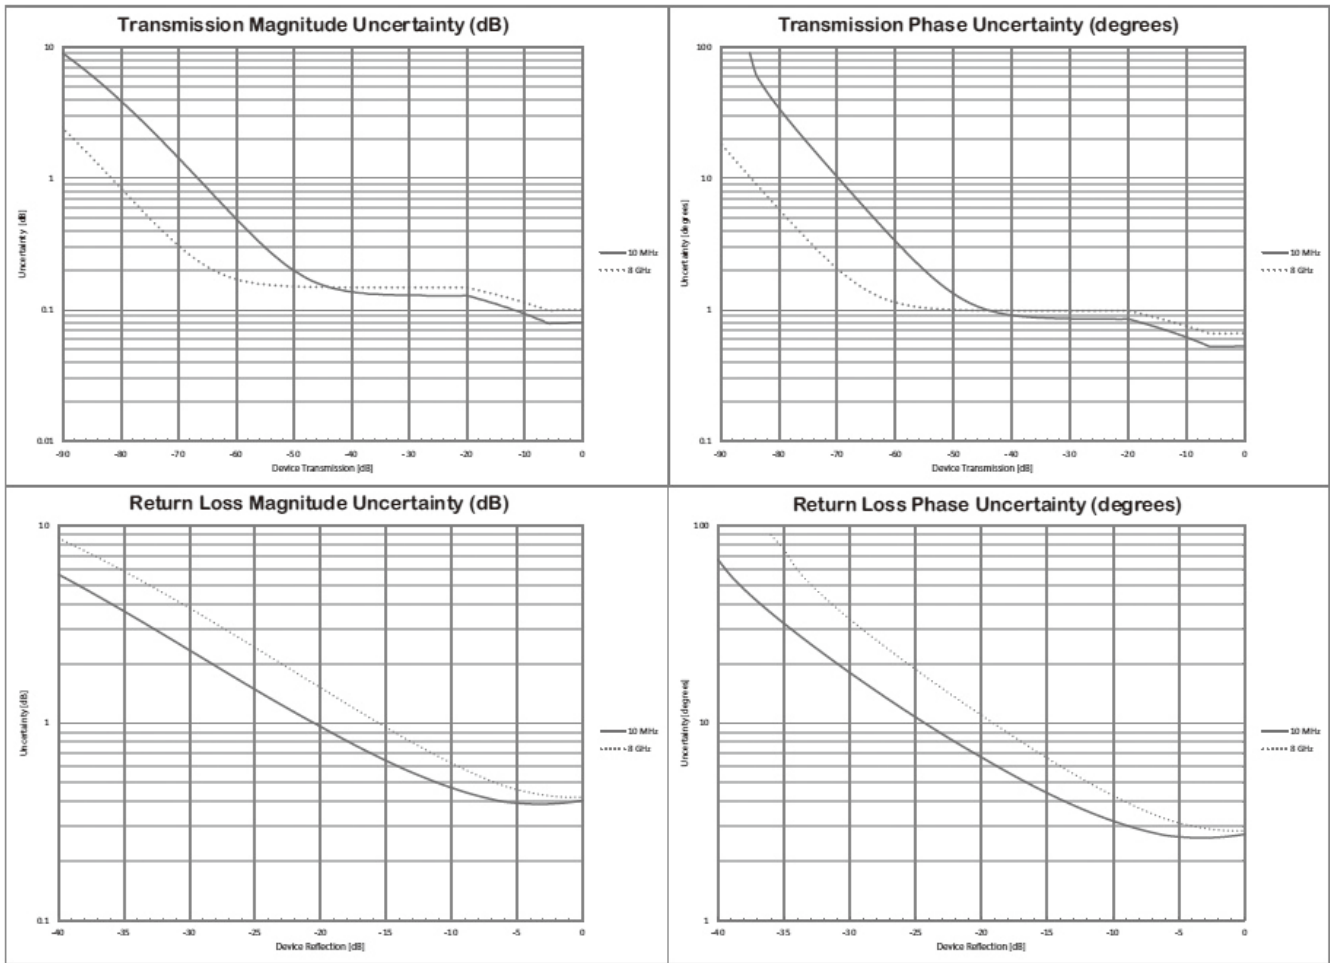 Transmission Magnitude Uncertainty (dB)
10
1
0.1
0.01
Uncertainty [dB]
-90 -80 -70 -60 -50 -40 -30 -20 -10 0
Device Transmission [dB]
10 MHz
8 GHz
Transmission Phase Uncertainty (degrees)
100
10
1
0.1
Uncertainty [degrees]
-90 -80 -70 -60 -50 -40 -30 -20 -10 0
Device Transmission [dB]
10 MHz
8 GHz
Return Loss Magnitude Uncertainty (dB)
10
1
0.1
Uncertainty [dB]
-40 -35 -30 -25 -20 -15 -10 -5 0
Device Reflection [dB]
10 MHz
8 GHz
Return Loss Phase Uncertainty (degrees)
100
10
1
Uncertainty [degrees]
-40 -35 -30 -25 -20 -15 -10 -5 0
Device Reflection [dB]
10 MHz
8 GHz